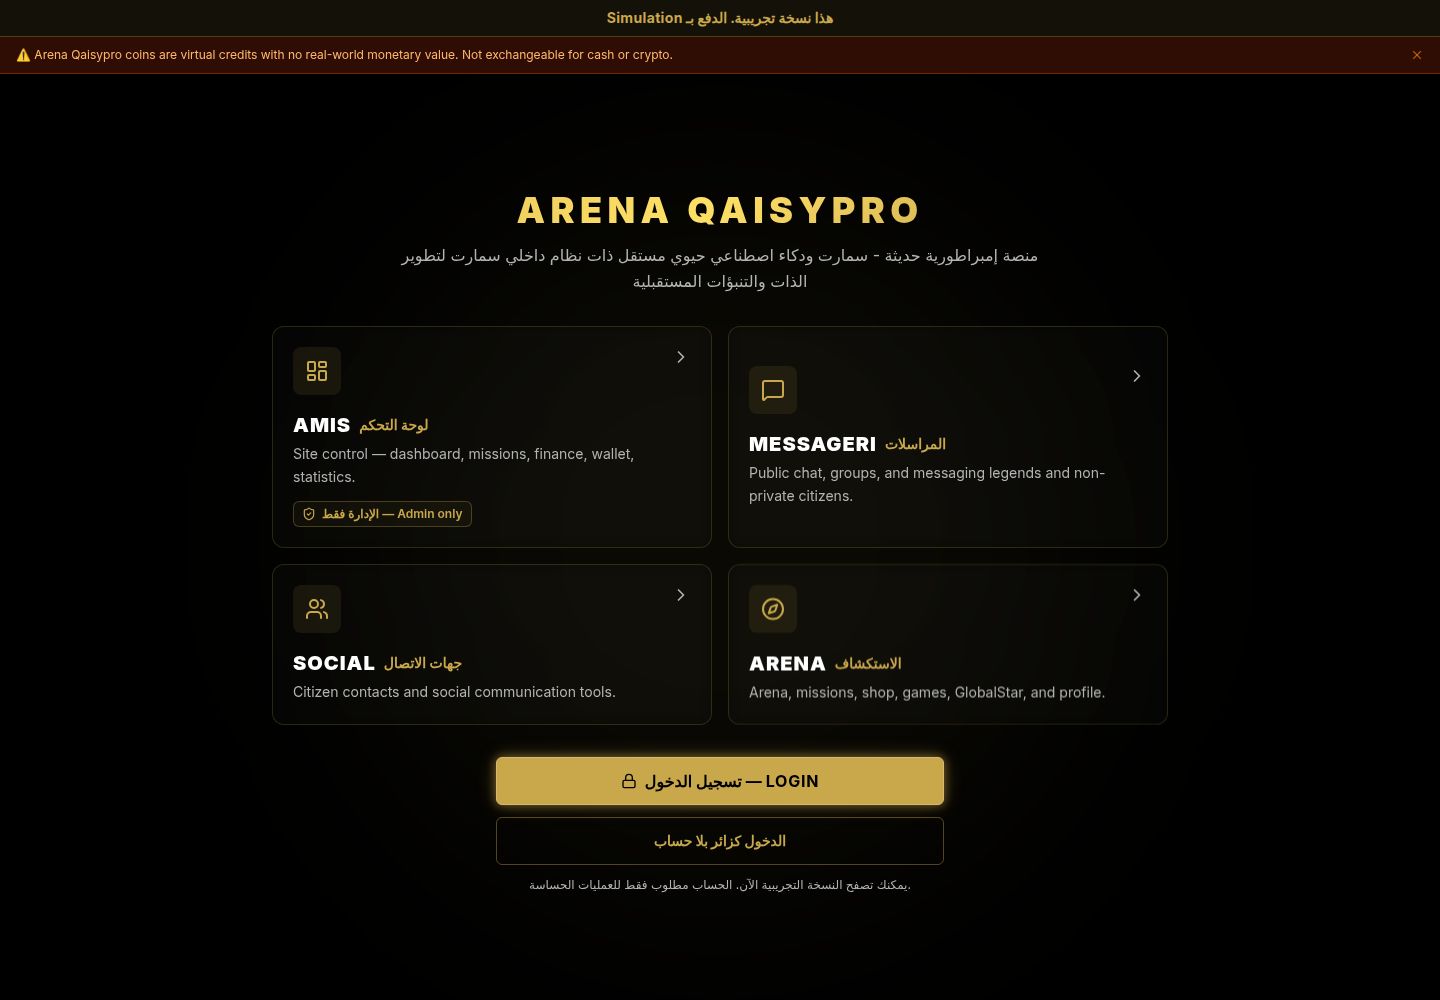 هذا نسخة تجريبية. الدفع بـ Simulation
⚠️ Arena Qaisypro coins are virtual credits with no real-world monetary value. Not exchangeable for cash or crypto.
ARENA QAISYPRO
منصة إمبراطورية حديثة - سمارت ودكاء اصطناعي حيوي مستقل ذات نظام داخلي سمارت لتطوير
الذات والتنبؤات المستقبلية
AMIS لوحة التحكم
Site control — dashboard, missions, finance, wallet,
statistics.
الإدارة فقط — Admin only
MESSAGERI المراسلات
Public chat, groups, and messaging legends and non-
private citizens.
SOCIAL جهات الاتصال
Citizen contacts and social communication tools.
ARENA الاستكشاف
Arena, missions, shop, games, GlobalStar, and profile.
تسجيل الدخول — LOGIN
الدخول كزائر بلا حساب
يمكنك تصفح النسخة التجريبية الآن. الحساب مطلوب فقط للعمليات الحساسة.